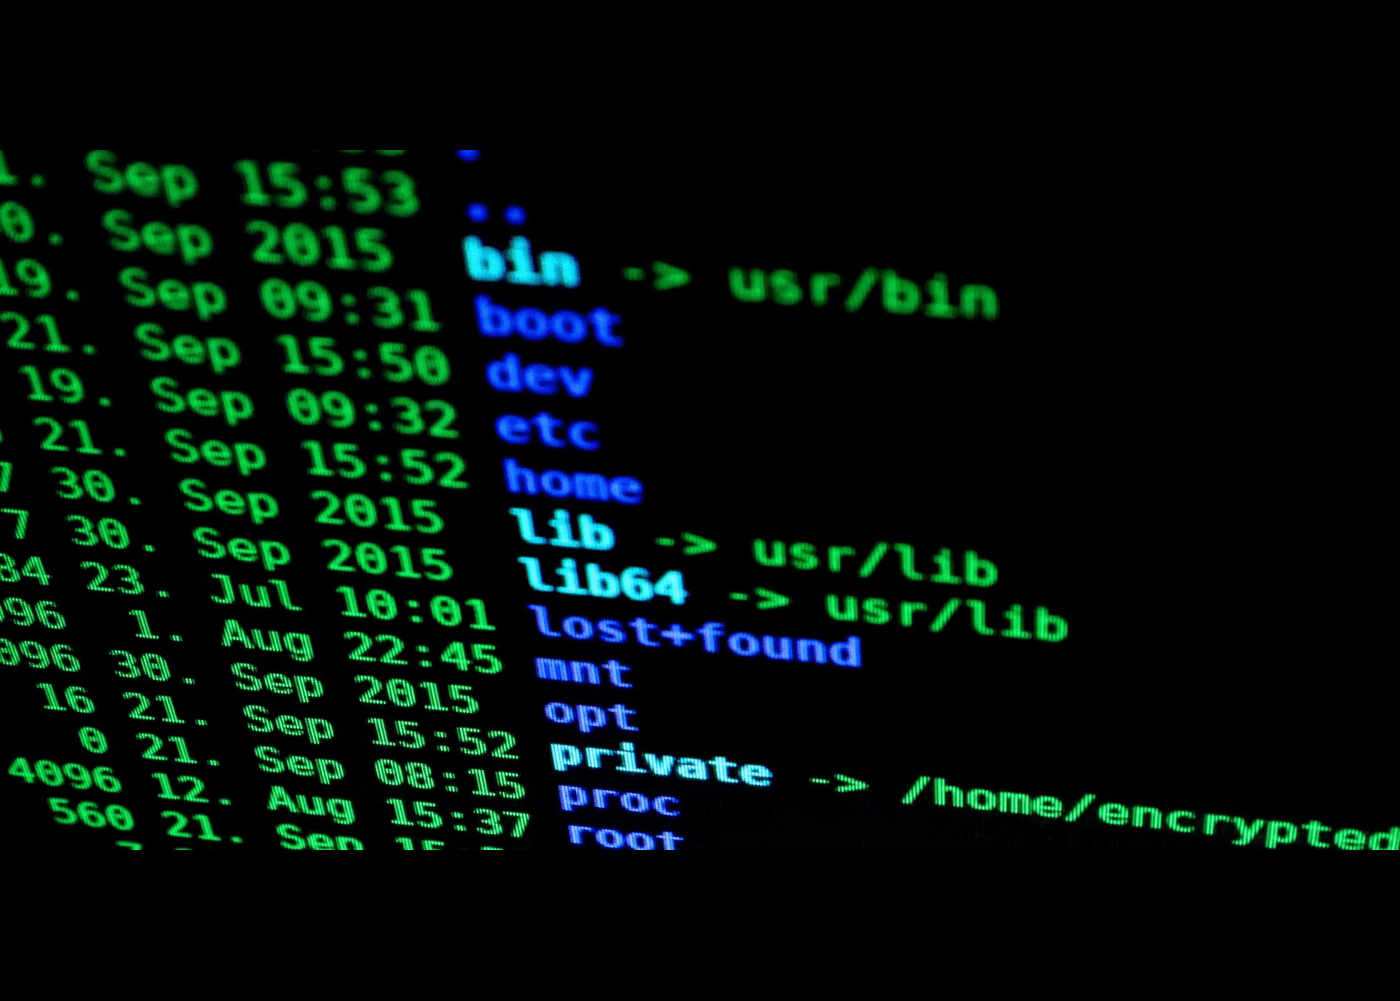 1. Sep 15:53 ..
0. Sep 2015 bin -> usr/bin
19. Sep 09:31 boot
21. Sep 15:50 dev
19. Sep 09:32 etc
21. Sep 15:52 home
7 30. Sep 2015 lib -> usr/lib
7 30. Sep 2015 lib64 -> usr/lib
84 23. Jul 10:01 lost+found
096 1. Aug 22:45 mnt
096 30. Sep 2015 opt
16 21. Sep 15:52 private -> /home/encrypted
0 21. Sep 08:15 proc
4096 12. Aug 15:37 root
560 21. Sep